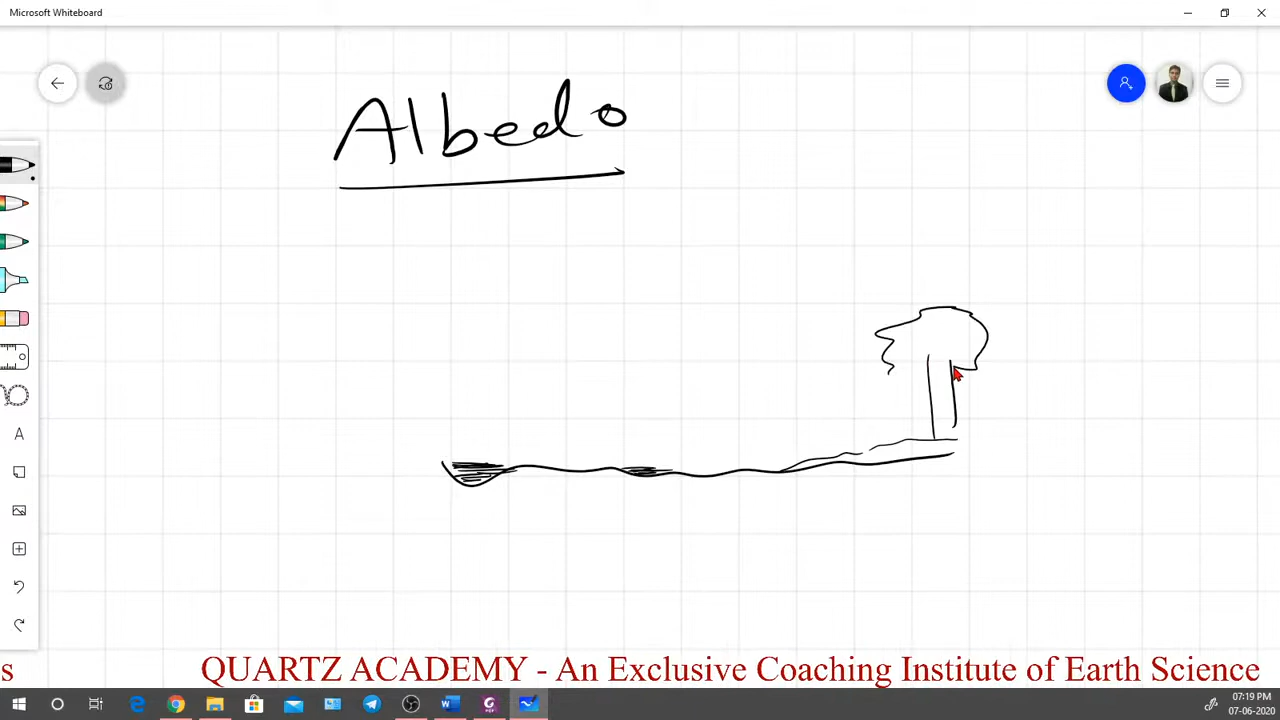 Microsoft Whiteboard
Albedo
A
s QUARTZ ACADEMY - An Exclusive Coaching Institute of Earth Science
07:19 PM
07-06-2020